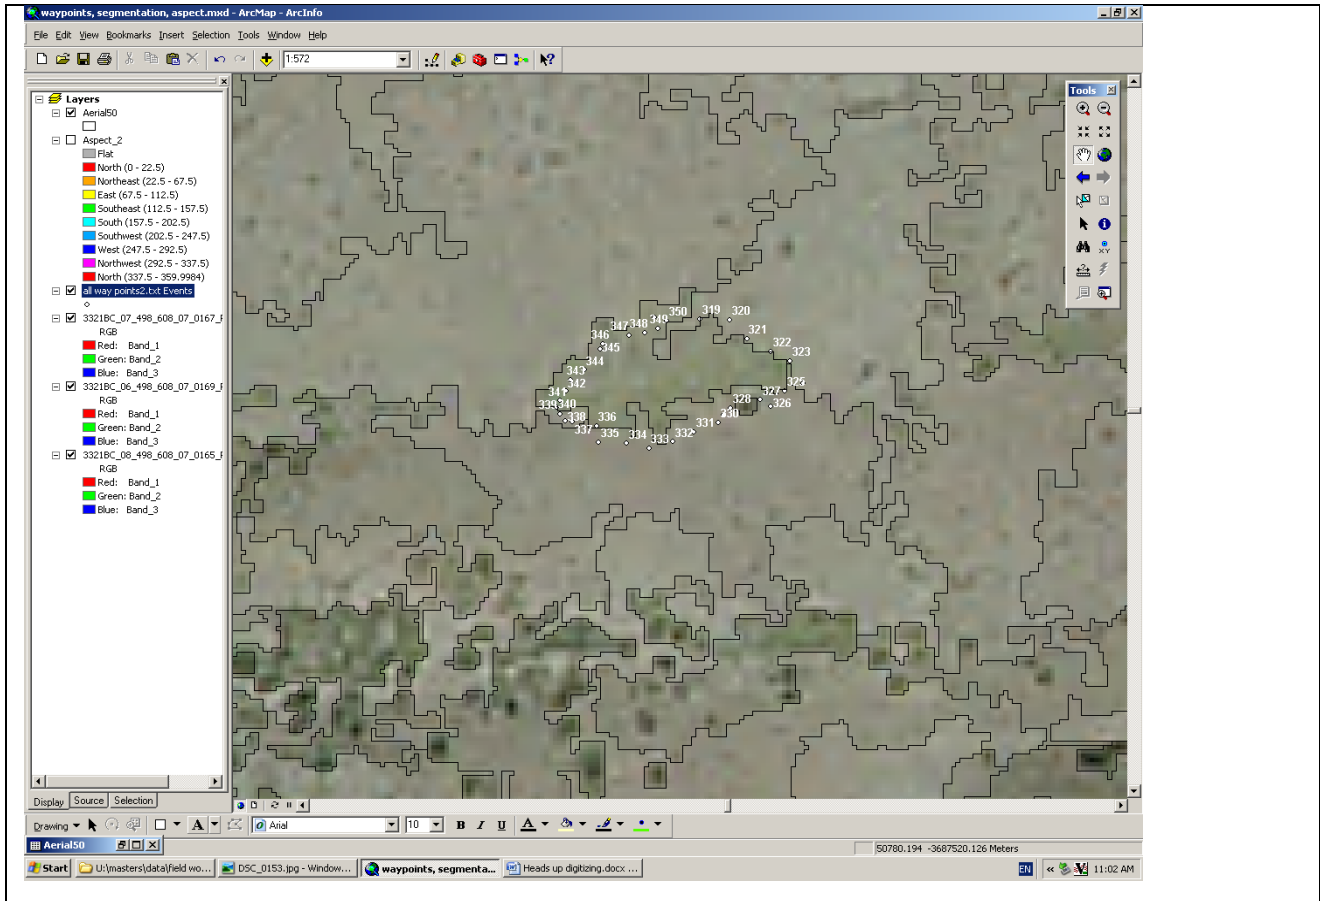 waypoints, segmentation, aspect.mxd - ArcMap - ArcInfo
File Edit View Bookmarks Insert Selection Tools Window Help
1:572
Layers
Aerial50
Aspect_2
Flat
North (0 - 22.5)
Northeast (22.5 - 67.5)
East (67.5 - 112.5)
Southeast (112.5 - 157.5)
South (157.5 - 202.5)
Southwest (202.5 - 247.5)
West (247.5 - 292.5)
Northwest (292.5 - 337.5)
North (337.5 - 359.9984)
all way points2.txt Events
3321BC_07_498_608_07_0167_
RGB
Red: Band_1
Green: Band_2
Blue: Band_3
3321BC_06_498_608_07_0169_
RGB
Red: Band_1
Green: Band_2
Blue: Band_3
3321BC_08_498_608_07_0165_
RGB
Red: Band_1
Green: Band_2
Blue: Band_3
Display Source Selection
Tools
XY
350 319 320
347 348 349
321
346
345
322
323
344
343
342
325
341
327
328
326
339 340
338
336
330
331
337
335 334 333 332
Drawing
A
Arial
10
B I U A
Aerial50
50780.194 -3687520.126 Meters
Start
U:\masters\data\field wo...
DSC_0153.jpg - Window...
waypoints, segmenta...
Heads up digitizing.docx ...
EN
11:02 AM